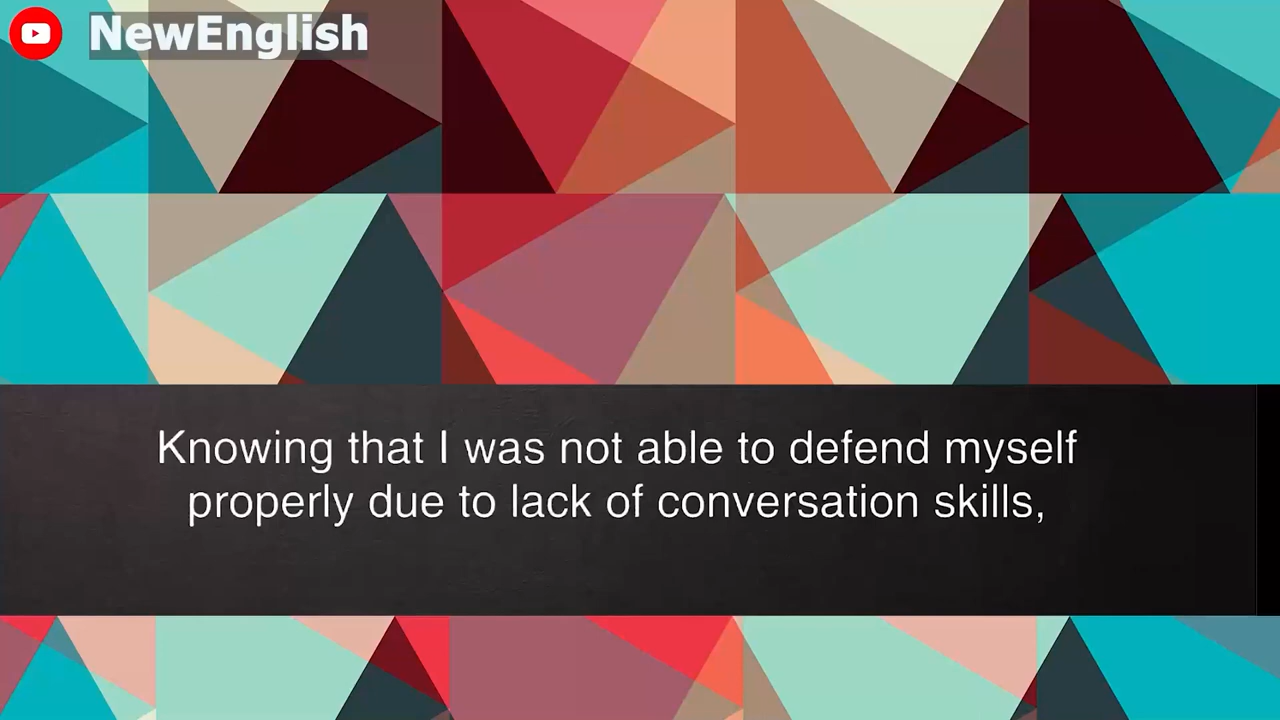 NewEnglish
Knowing that I was not able to defend myself
properly due to lack of conversation skills,